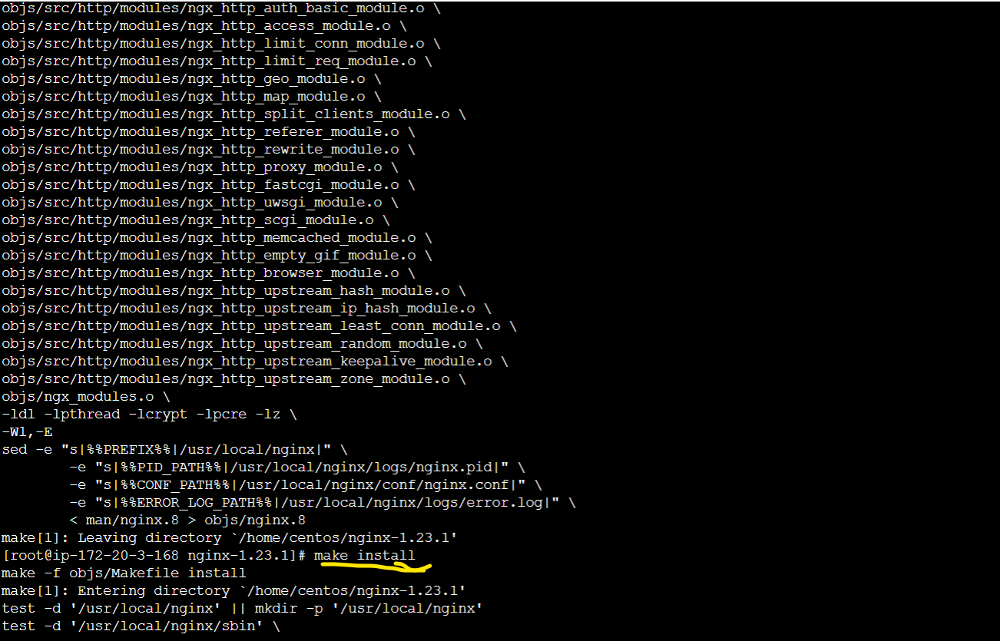 objs/src/http/modules/ngx_http_auth_basic_module.o \
objs/src/http/modules/ngx_http_access_module.o \
objs/src/http/modules/ngx_http_limit_conn_module.o \
objs/src/http/modules/ngx_http_limit_req_module.o \
objs/src/http/modules/ngx_http_geo_module.o \
objs/src/http/modules/ngx_http_map_module.o \
objs/src/http/modules/ngx_http_split_clients_module.o \
objs/src/http/modules/ngx_http_referer_module.o \
objs/src/http/modules/ngx_http_rewrite_module.o \
objs/src/http/modules/ngx_http_proxy_module.o \
objs/src/http/modules/ngx_http_fastcgi_module.o \
objs/src/http/modules/ngx_http_uwsgi_module.o \
objs/src/http/modules/ngx_http_scgi_module.o \
objs/src/http/modules/ngx_http_memcached_module.o \
objs/src/http/modules/ngx_http_empty_gif_module.o \
objs/src/http/modules/ngx_http_browser_module.o \
objs/src/http/modules/ngx_http_upstream_hash_module.o \
objs/src/http/modules/ngx_http_upstream_ip_hash_module.o \
objs/src/http/modules/ngx_http_upstream_least_conn_module.o \
objs/src/http/modules/ngx_http_upstream_random_module.o \
objs/src/http/modules/ngx_http_upstream_keepalive_module.o \
objs/src/http/modules/ngx_http_upstream_zone_module.o \
objs/ngx_modules.o \
-ldl -lpthread -lcrypt -lpcre -lz \
-Wl,-E
sed -e "s|%%PREFIX%%|/usr/local/nginx|" \
        -e "s|%%PID_PATH%%|/usr/local/nginx/logs/nginx.pid|" \
        -e "s|%%CONF_PATH%%|/usr/local/nginx/conf/nginx.conf|" \
        -e "s|%%ERROR_LOG_PATH%%|/usr/local/nginx/logs/error.log|" \
        < man/nginx.8 > objs/nginx.8
make[1]: Leaving directory `/home/centos/nginx-1.23.1'
[root@ip-172-20-3-168 nginx-1.23.1]# make install
make -f objs/Makefile install
make[1]: Entering directory `/home/centos/nginx-1.23.1'
test -d '/usr/local/nginx' || mkdir -p '/usr/local/nginx'
test -d '/usr/local/nginx/sbin' \